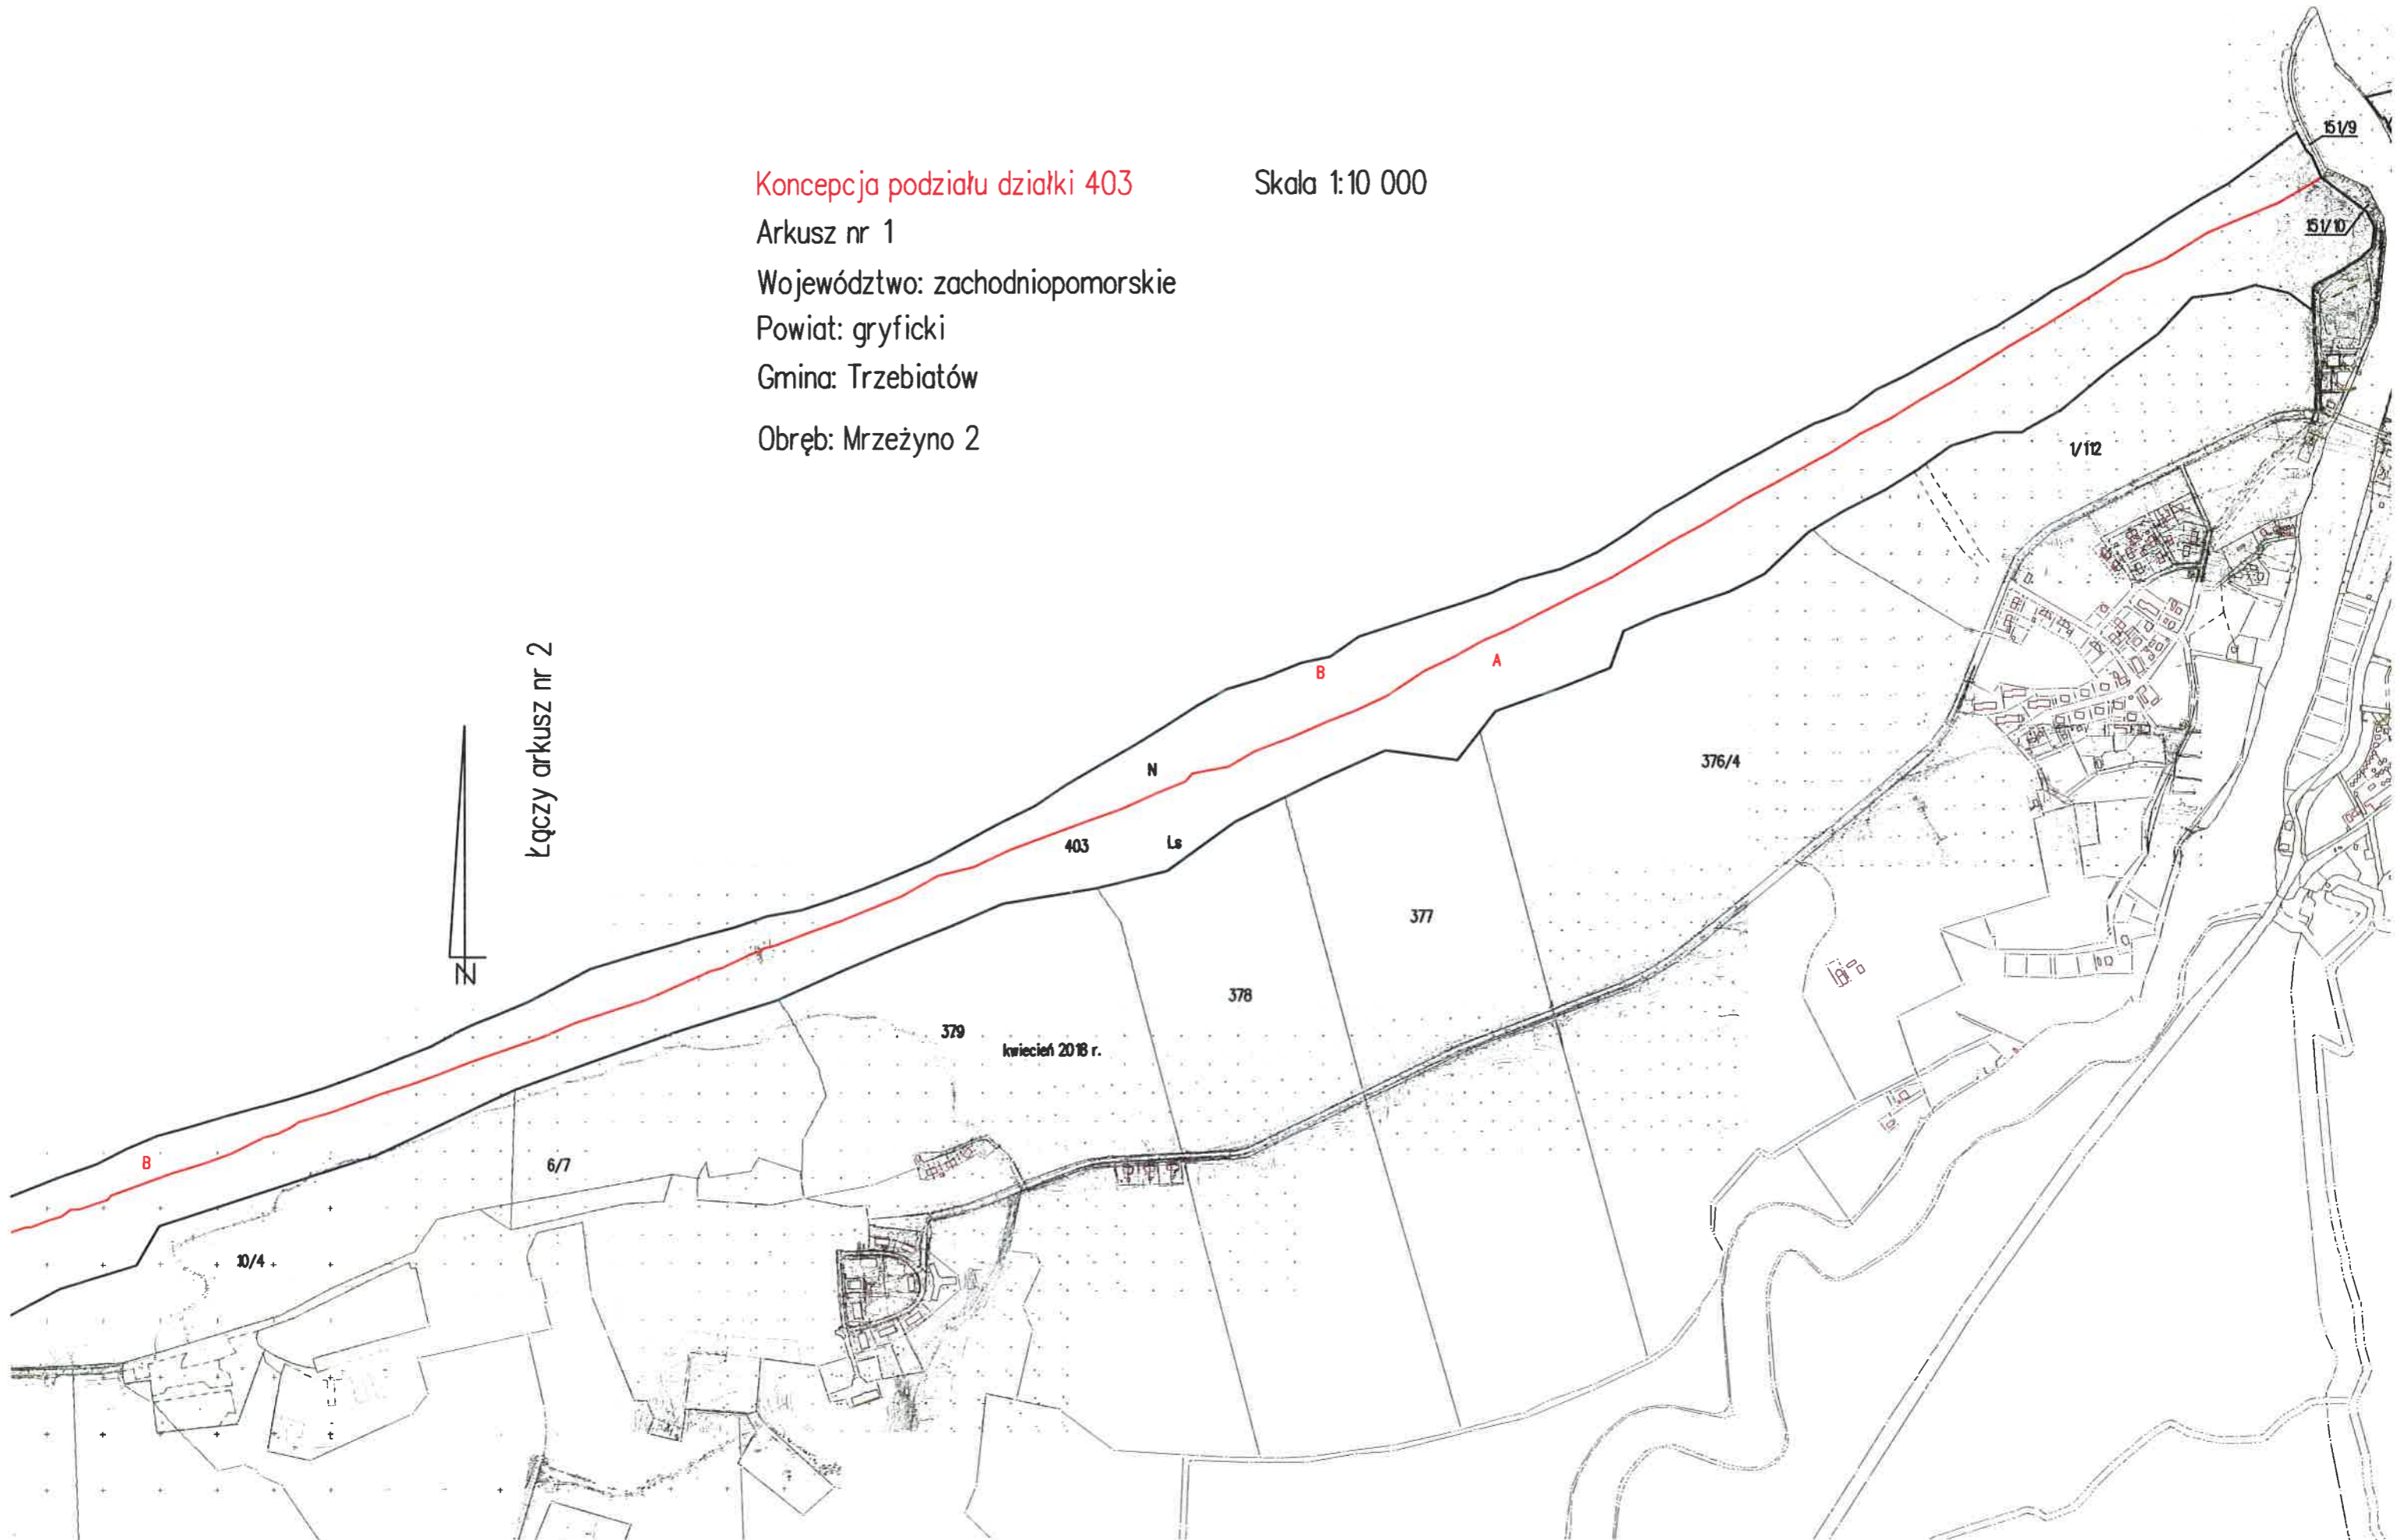 Koncepcja podziału działki 403
Skala 1:10 000
Arkusz nr 1
Województwo: zachodniopomorskie
Powiat: gryficki
Gmina: Trzebiatów
Obręb: Mrzeżyno 2
Łączy arkusz nr 2
N
151/9
151/10
1/112
B
A
N
376/4
403
Ls
377
378
379
kwiecień 2018 r.
B
6/7
10/4